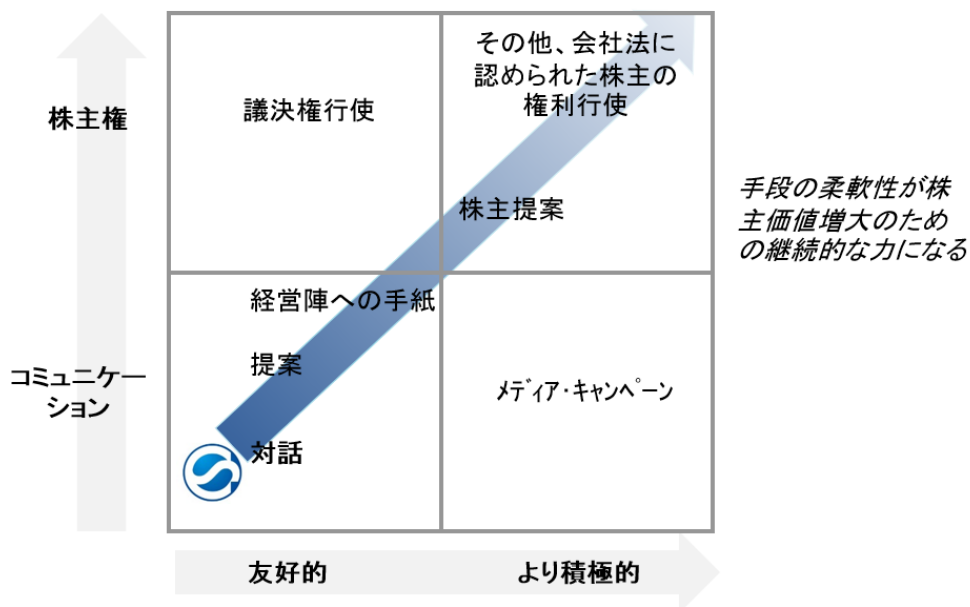 株主権
議決権行使
その他、会社法に
認められた株主の
権利行使
株主提案
手段の柔軟性が株
主価値増大のため
の継続的な力になる
経営陣への手紙
提案
対話
コミュニケー
ション
メディア・キャンペーン
友好的
より積極的